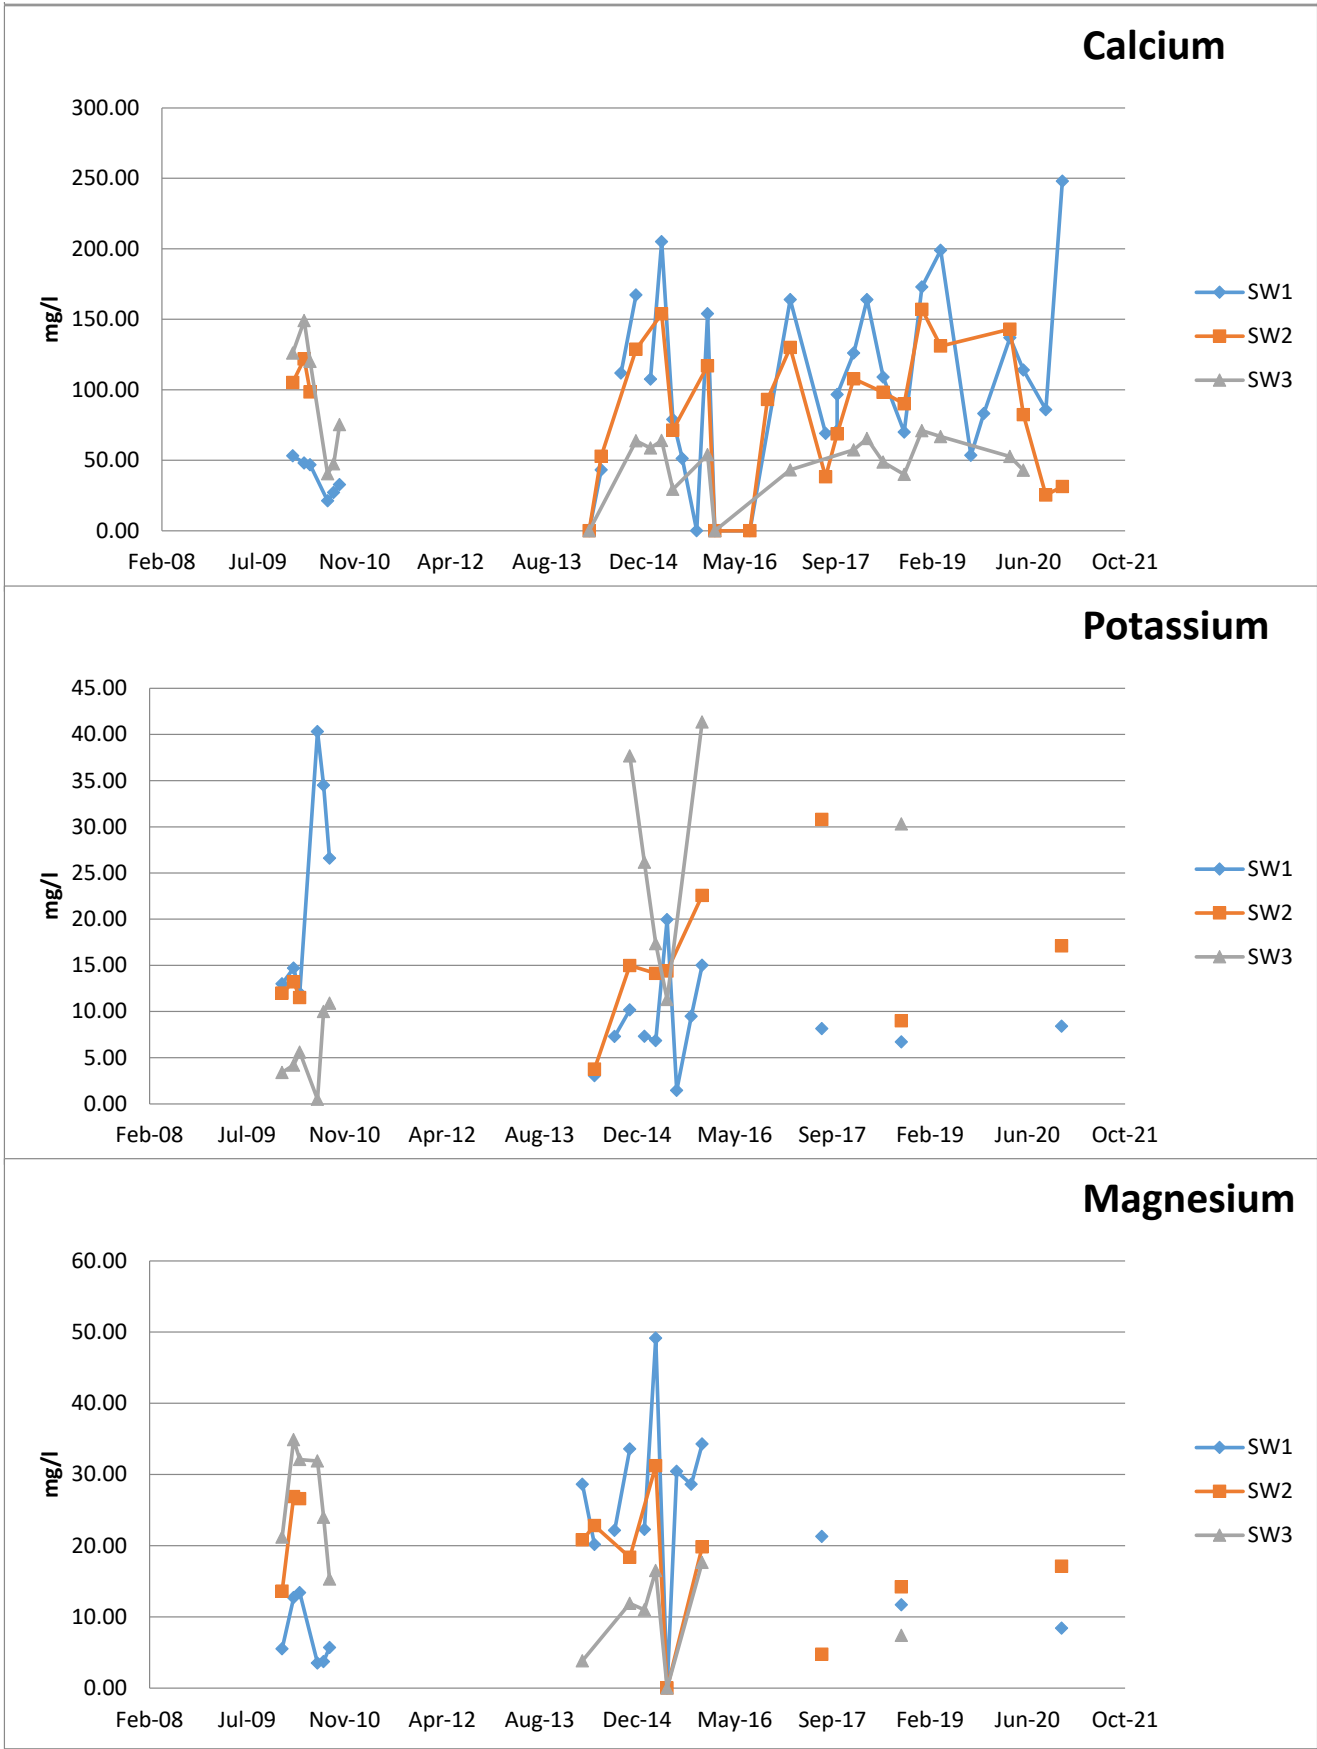 Calcium
300.00
250.00
200.00
150.00
100.00
50.00
0.00
mg/l
Feb-08 Jul-09 Nov-10 Apr-12 Aug-13 Dec-14 May-16 Sep-17 Feb-19 Jun-20 Oct-21
SW1
SW2
SW3
Potassium
45.00
40.00
35.00
30.00
25.00
20.00
15.00
10.00
5.00
0.00
mg/l
Feb-08 Jul-09 Nov-10 Apr-12 Aug-13 Dec-14 May-16 Sep-17 Feb-19 Jun-20 Oct-21
SW1
SW2
SW3
Magnesium
60.00
50.00
40.00
30.00
20.00
10.00
0.00
mg/l
Feb-08 Jul-09 Nov-10 Apr-12 Aug-13 Dec-14 May-16 Sep-17 Feb-19 Jun-20 Oct-21
SW1
SW2
SW3